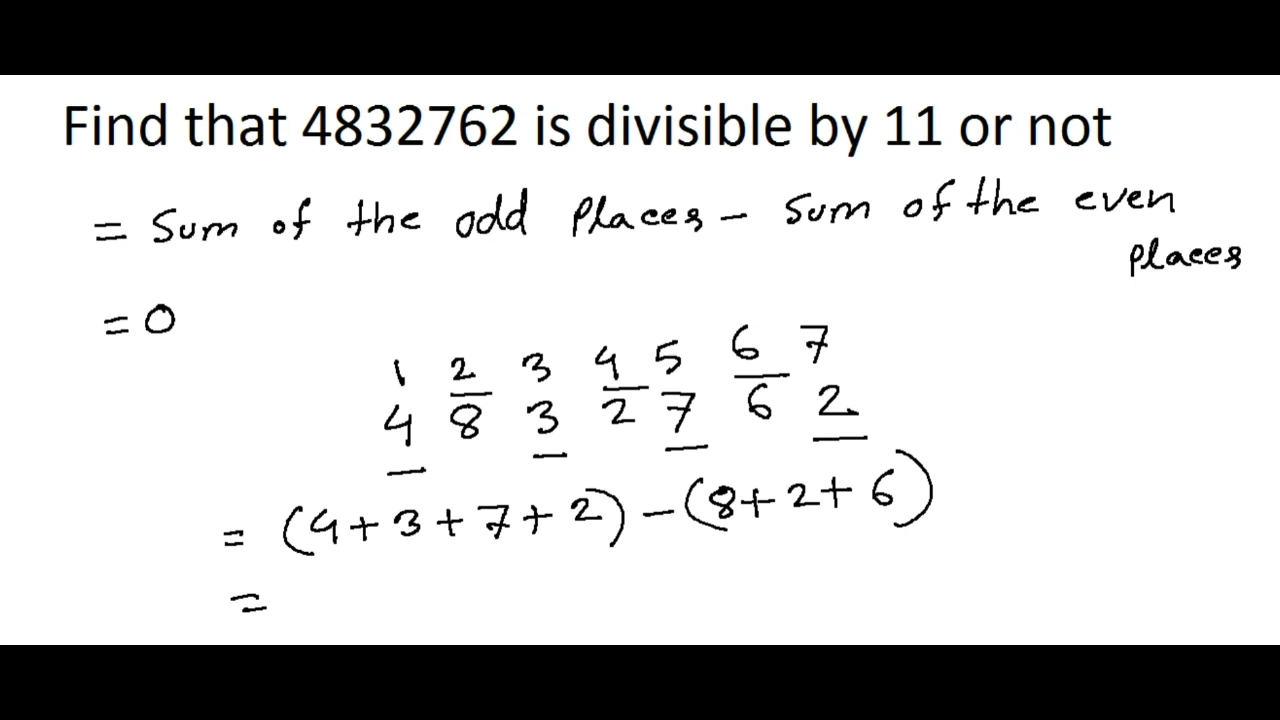 Find that 4832762 is divisible by 11 or not
= Sum of the odd Places - Sum of the even
places
= 0
1 2 3 4 5 6 7
4 8 3 2 7 6 2
= (4+3+7+2) - (8+2+6)
=